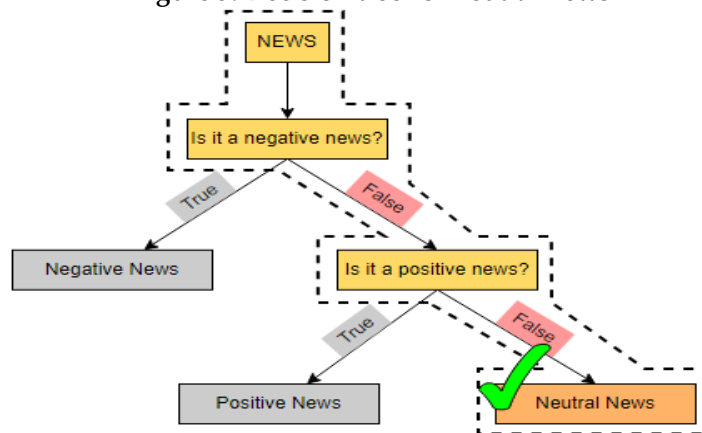 NEWS
Is it a negative news?
True
False
Negative News
Is it a positive news?
True
False
Positive News
Neutral News